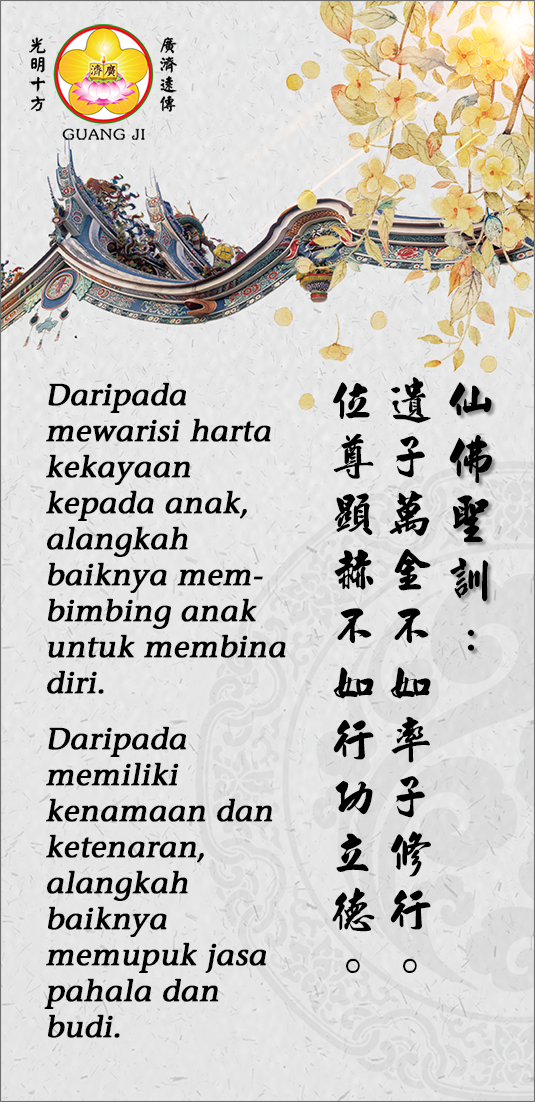 光明十方
廣濟遠傳
廣濟
GUANG JI
仙佛聖訓：
遺子萬金不如率子修行。
位尊顯赫不如行功立德。
Daripada
mewarisi harta
kekayaan
kepada anak,
alangkah
baiknya mem-
bimbing anak
untuk membina
diri.
Daripada
memiliki
kenamaan dan
ketenaran,
alangkah
baiknya
memupuk jasa
pahala dan
budi.